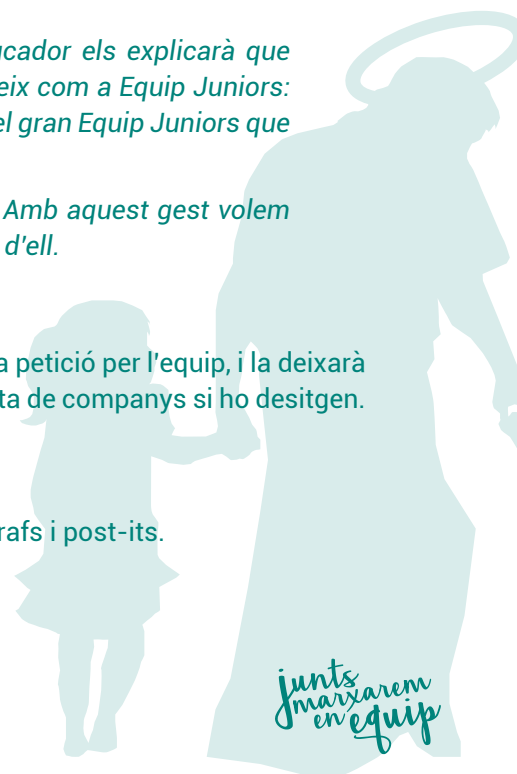 cador els explicarà que
eix com a Equip Juniors:
el gran Equip Juniors que
Amb aquest gest volem
d'ell.
a petició per l'equip, i la deixarà
ta de companys si ho desitgen.
rafs i post-its.
junts
marxarem
en equip